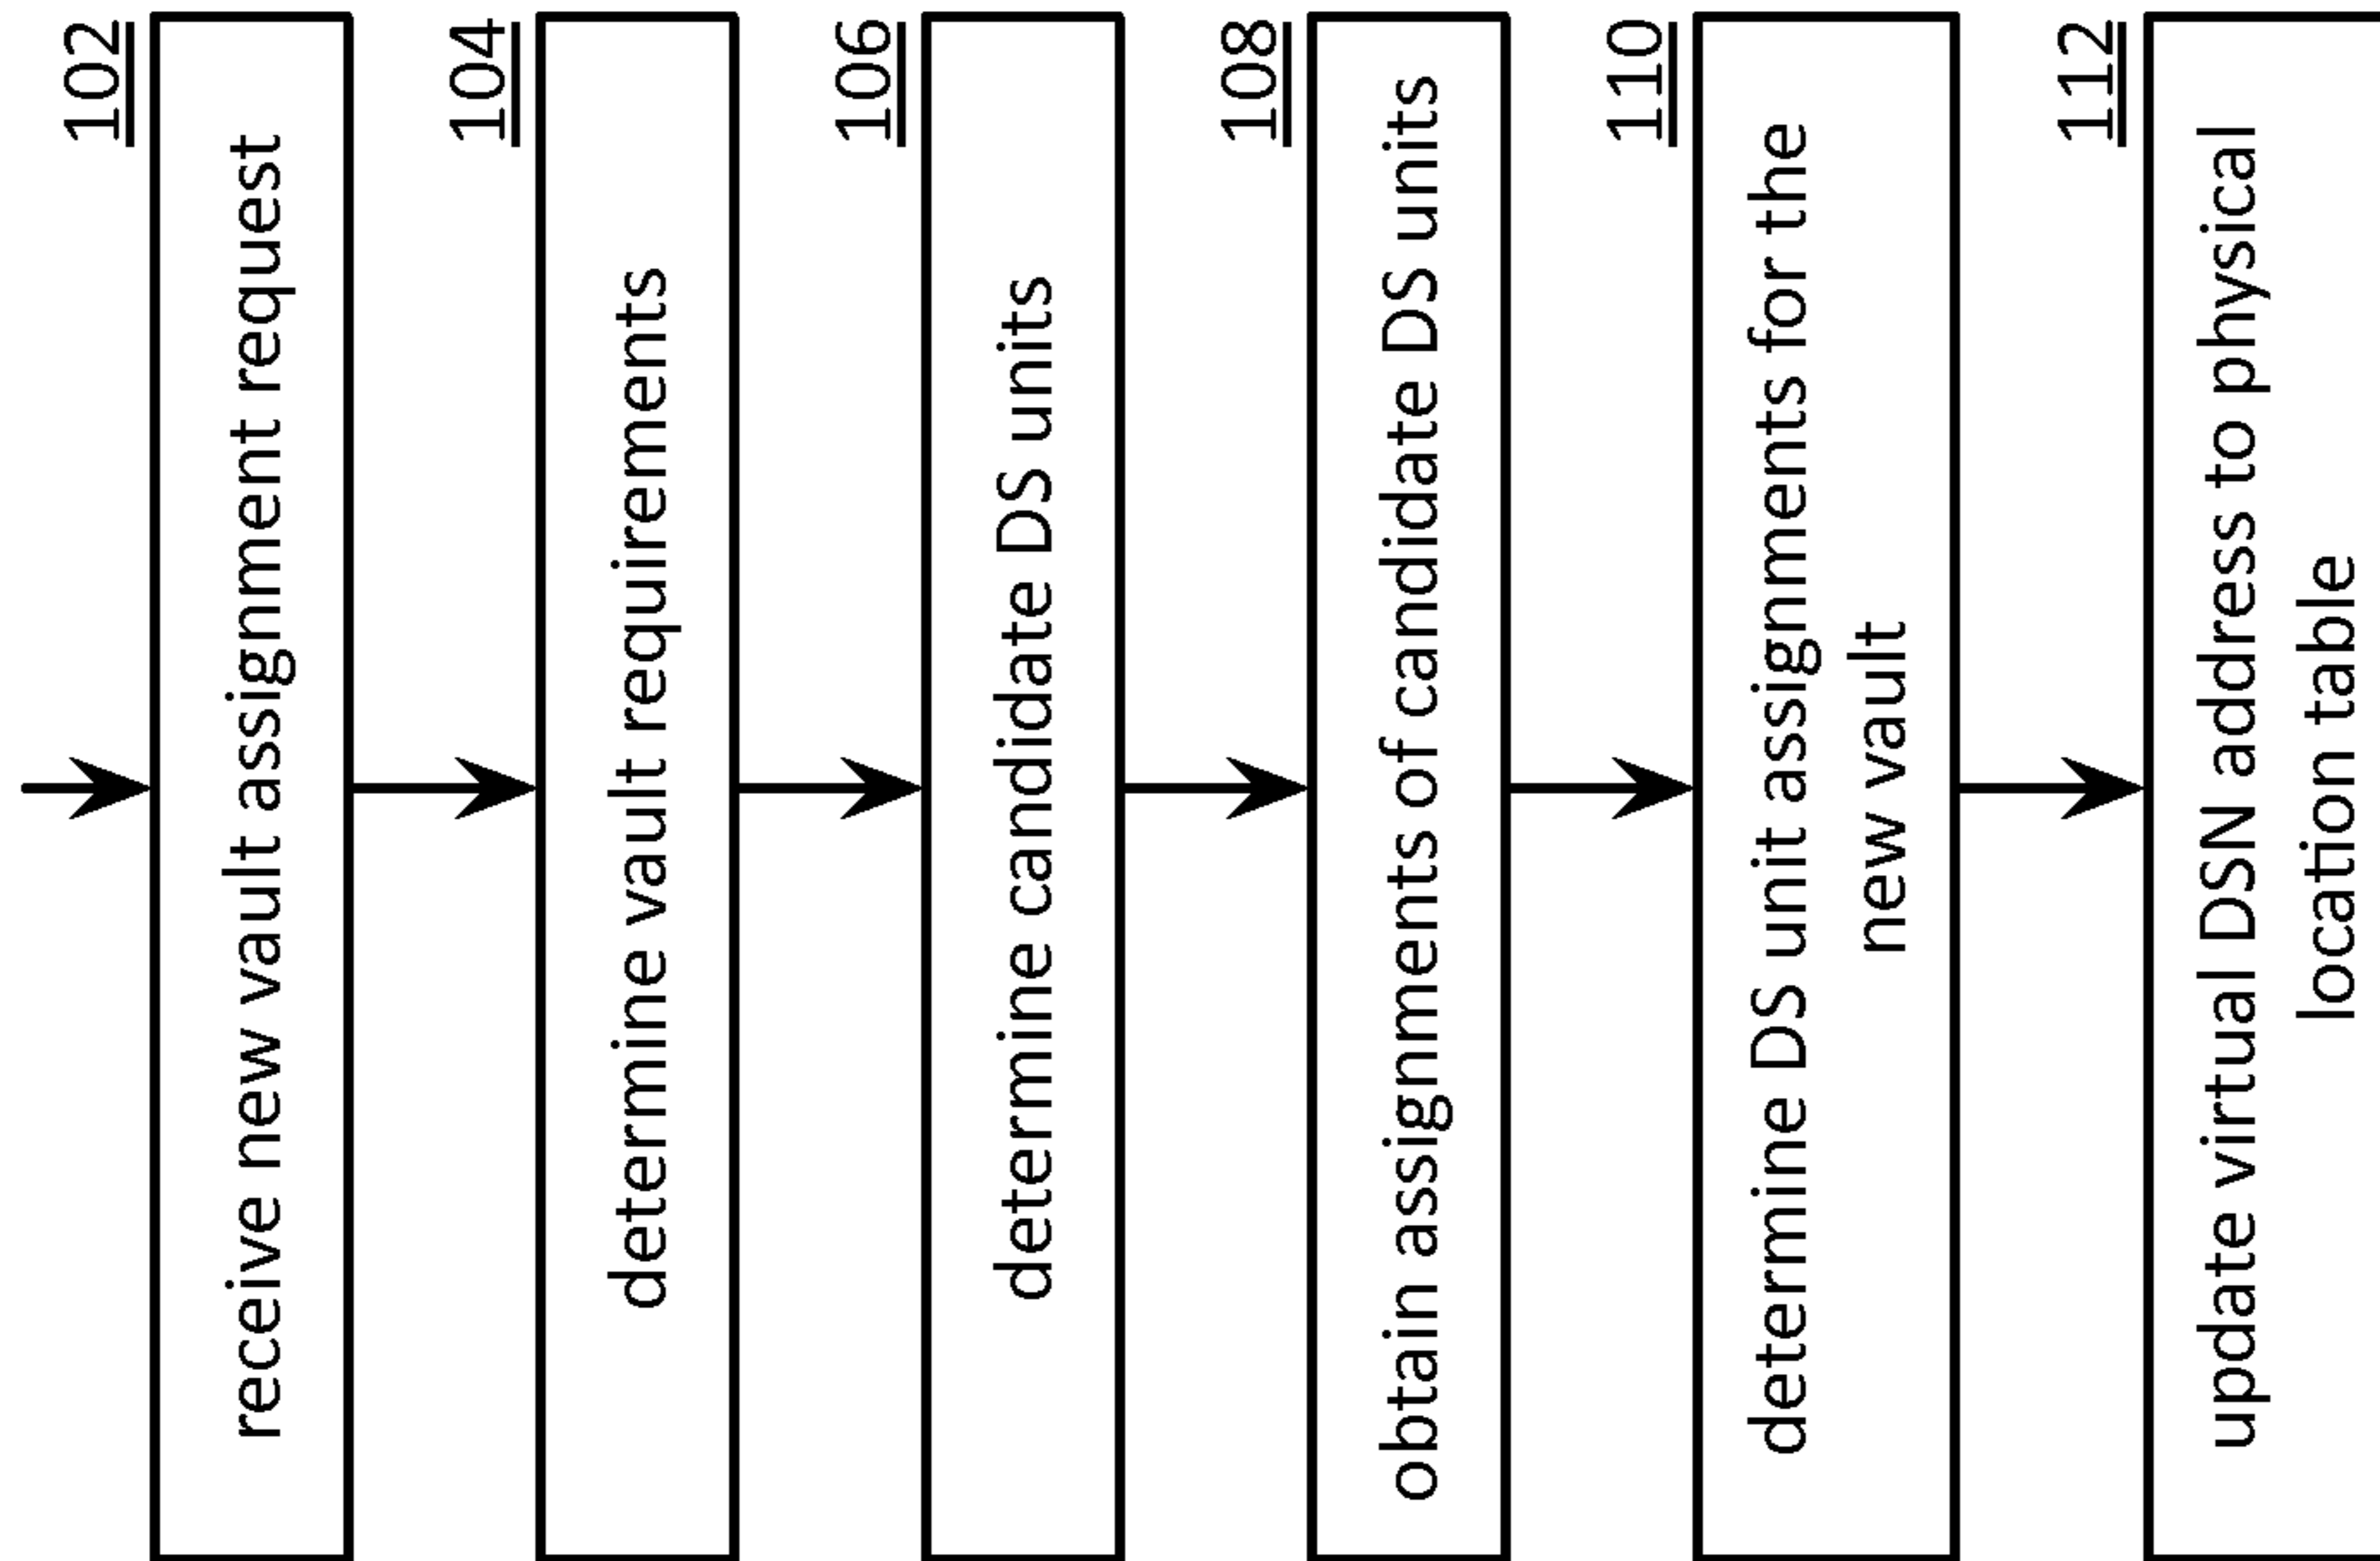 102
receive new vault assignment request
104
determine vault requirements
106
determine candidate DS units
108
obtain assignments of candidate DS units
110
determine DS unit assignments for the
new vault
112
update virtual DSN address to physical
location table